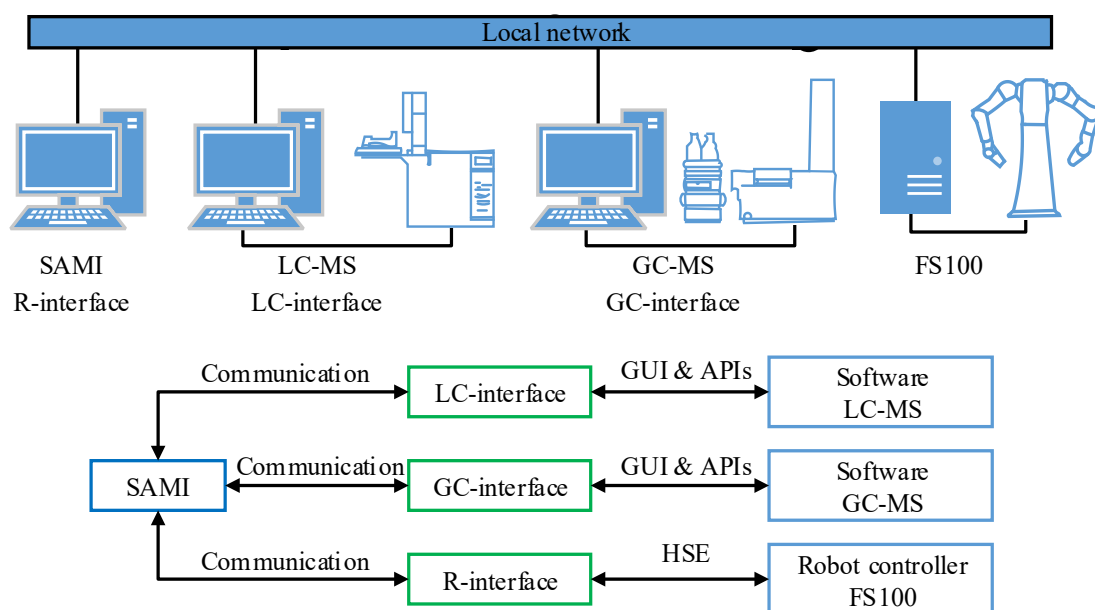 Local network
SAMI
R-interface
LC-MS
LC-interface
GC-MS
GC-interface
FS100
Communication
LC-interface
GUI & APIs
Software
LC-MS
SAMI
Communication
GC-interface
GUI & APIs
Software
GC-MS
Communication
R-interface
HSE
Robot controller
FS100